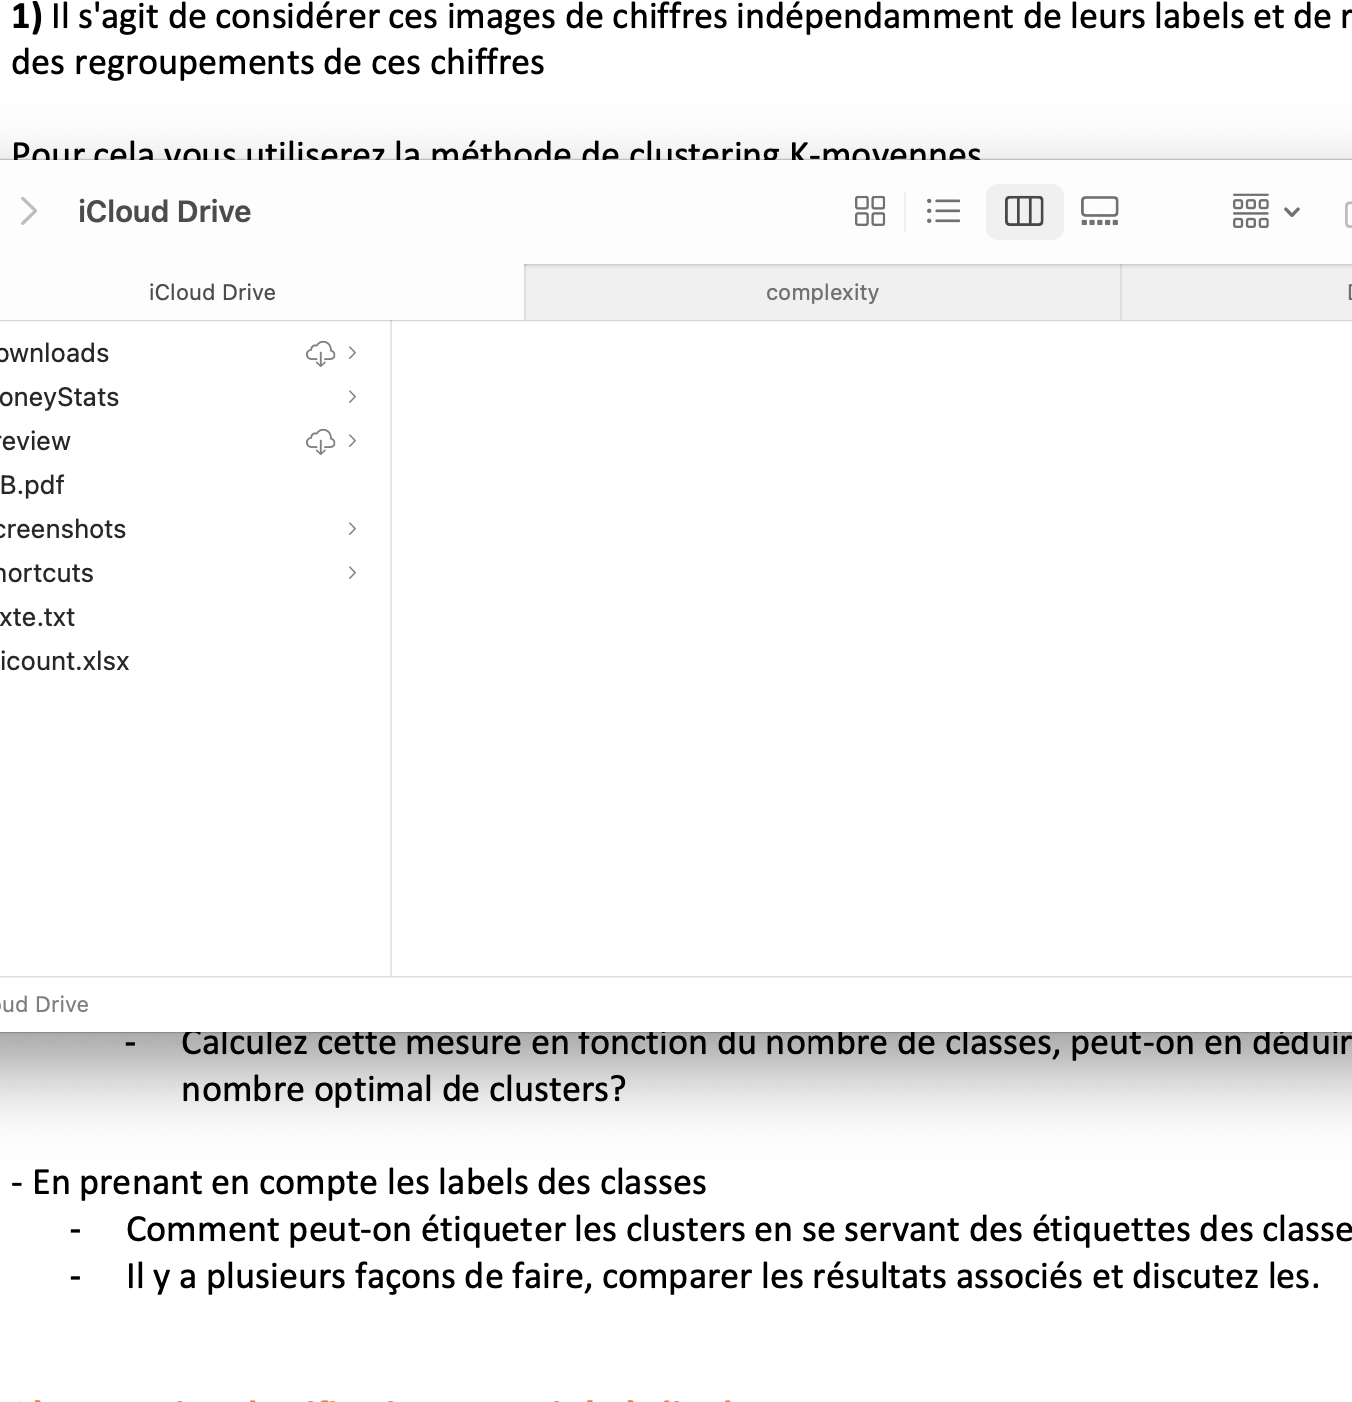 1) Il s'agit de considérer ces images de chiffres indépendamment de leurs labels et de r
des regroupements de ces chiffres
Pour cela vous utiliserez la méthode de clustering K-moyennes
iCloud Drive
iCloud Drive
complexity
ownloads
oneyStats
review
B.pdf
creenshots
hortcuts
xte.txt
icount.xlsx
oud Drive
- Calculez cette mesure en fonction du nombre de classes, peut-on en déduir
nombre optimal de clusters?
- En prenant en compte les labels des classes
- Comment peut-on étiqueter les clusters en se servant des étiquettes des classe
- Il y a plusieurs façons de faire, comparer les résultats associés et discutez les.